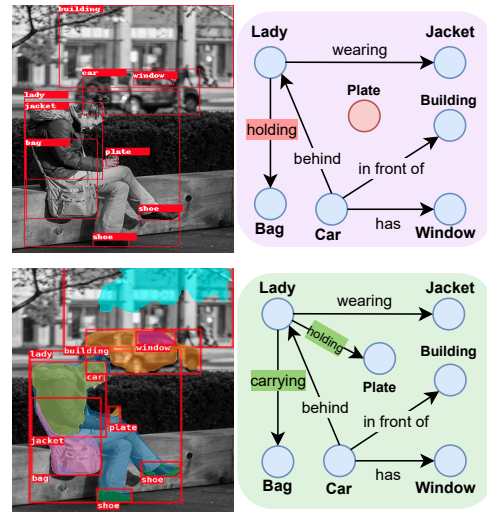 building
car
window
lady
jacket
bag
plate
shoe
shoe
Lady
Jacket
wearing
Plate
Building
holding
behind
in front of
has
Bag
Car
Window
lady
building
window
car
plate
jacket
bag
shoe
shoe
Lady
Jacket
wearing
holding
Building
carrying
Plate
behind
in front of
has
Bag
Car
Window